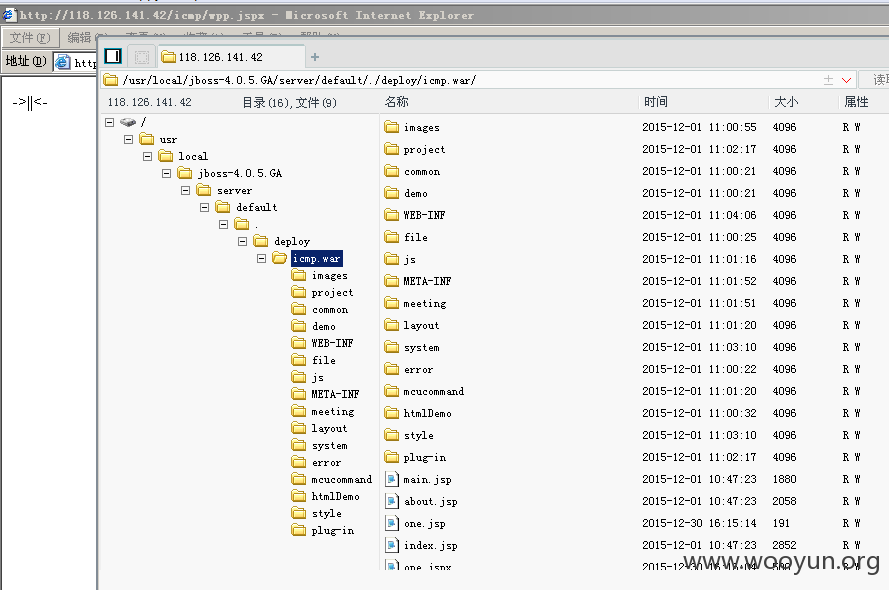 http://118.126.141.42/icmp/wpp.jspx - Microsoft Internet Explorer
文件(F) 编辑
地址(D) http
->||<-
118.126.141.42
/usr/local/jboss-4.0.5.GA/server/default/./deploy/icmp.war/ 读取
118.126.141.42 目录(16),文件(9) 名称 时间 大小 属性
/
usr
local
jboss-4.0.5.GA
server
default
.
deploy
icmp.war
images
project
common
demo
WEB-INF
file
js
META-INF
meeting
layout
system
error
mcucommand
htmlDemo
style
plug-in
images 2015-12-01 11:00:55 4096 R W
project 2015-12-01 11:02:17 4096 R W
common 2015-12-01 11:00:21 4096 R W
demo 2015-12-01 11:00:21 4096 R W
WEB-INF 2015-12-01 11:04:06 4096 R W
file 2015-12-01 11:00:25 4096 R W
js 2015-12-01 11:01:16 4096 R W
META-INF 2015-12-01 11:01:52 4096 R W
meeting 2015-12-01 11:01:51 4096 R W
layout 2015-12-01 11:01:20 4096 R W
system 2015-12-01 11:03:10 4096 R W
error 2015-12-01 11:00:22 4096 R W
mcucommand 2015-12-01 11:01:20 4096 R W
htmlDemo 2015-12-01 11:00:32 4096 R W
style 2015-12-01 11:03:10 4096 R W
plug-in 2015-12-01 11:02:17 4096 R W
main.jsp 2015-12-01 10:47:23 1880 R W
about.jsp 2015-12-01 10:47:23 2058 R W
one.jsp 2015-12-30 16:15:14 191 R W
index.jsp 2015-12-01 10:47:23 2852 R W
one.jspx R W
www.wooyun.org